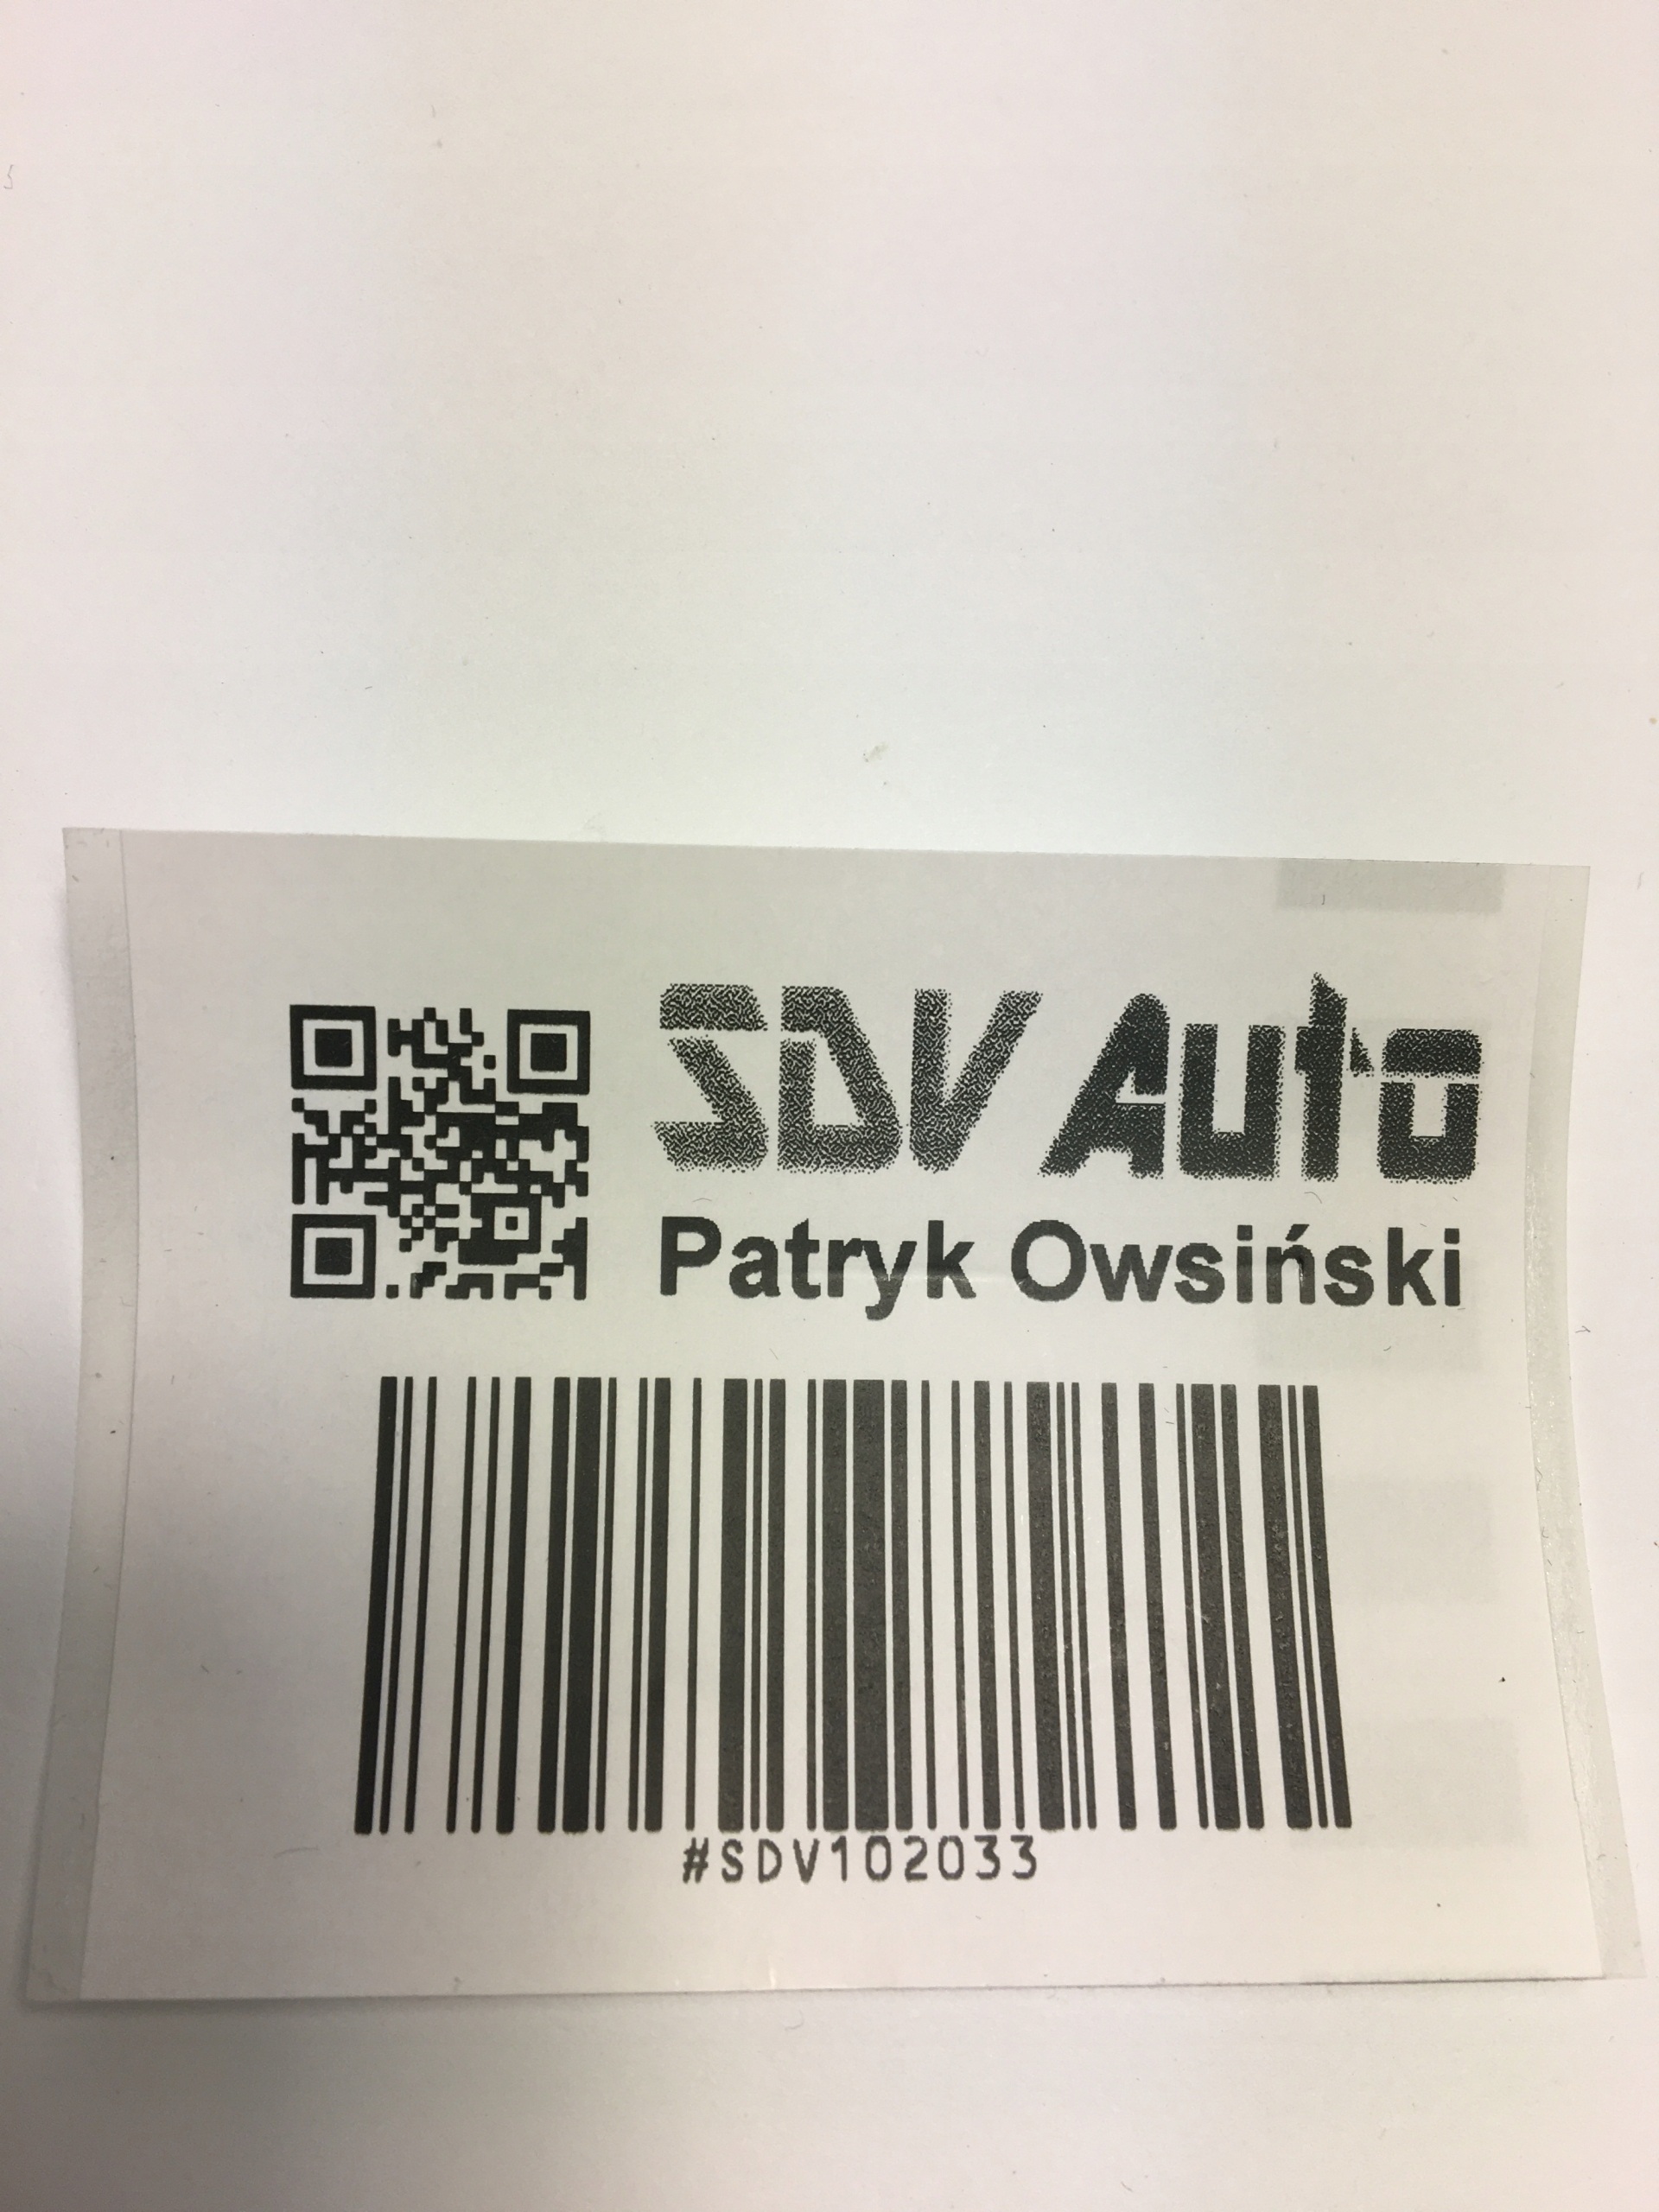 SDV Auto
Patryk Owsiński
#SDV102033